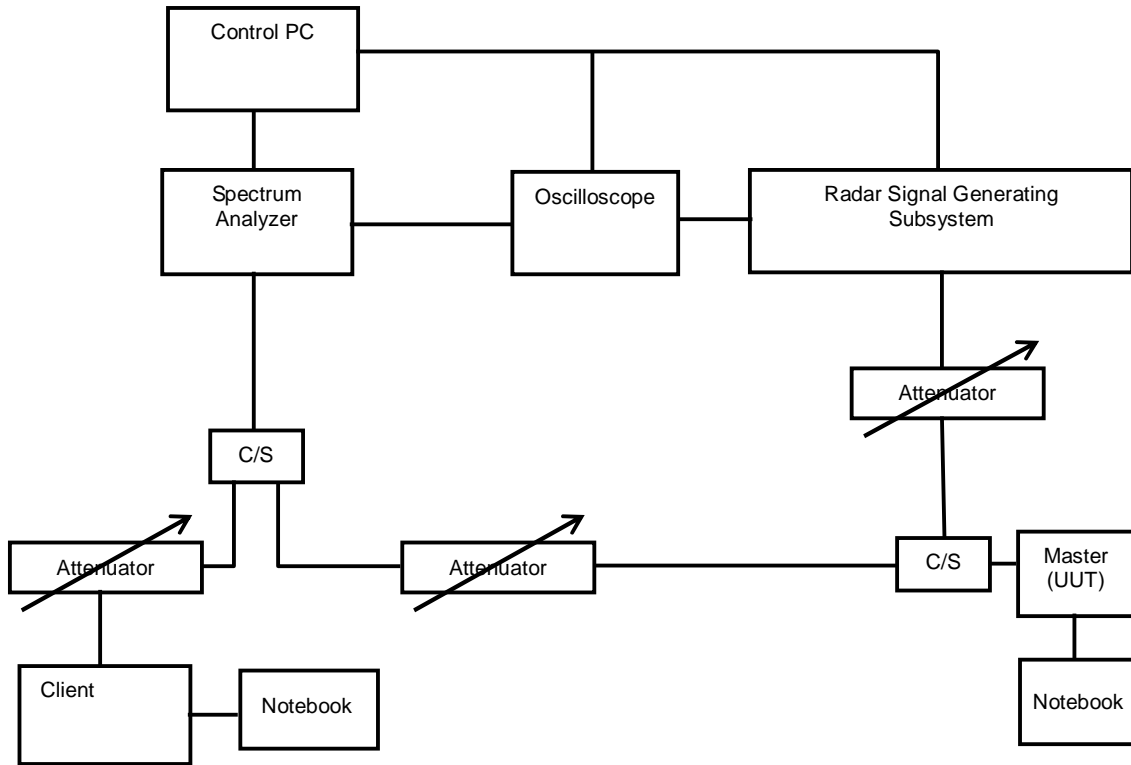 Control PC
Spectrum
Analyzer
Oscilloscope
Radar Signal Generating
Subsystem
Attenuator
C/S
Attenuator
Attenuator
C/S
Master
(UUT)
Client
Notebook
Notebook